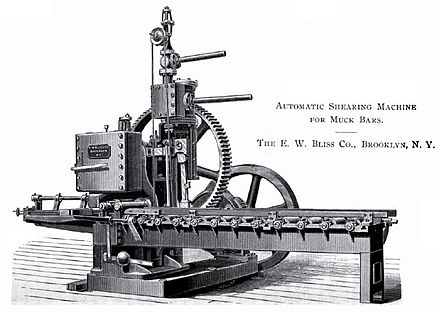 AUTOMATIC SHEARING MACHINE
FOR MUCK BARS.
THE E. W. BLISS CO., BROOKLYN, N. Y.